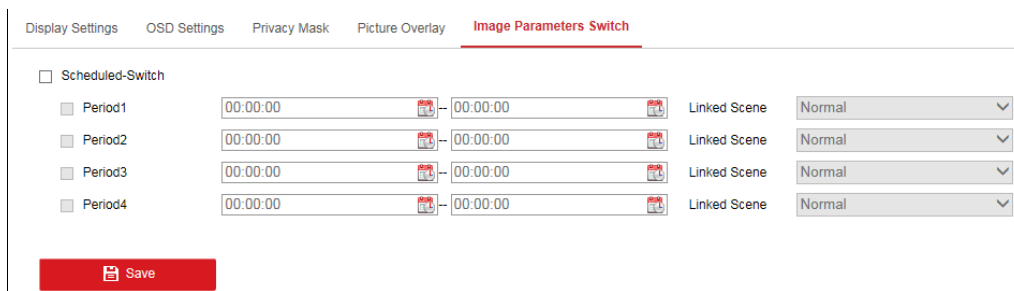 Display Settings OSD Settings Privacy Mask Picture Overlay Image Parameters Switch
Scheduled-Switch
Period1 00:00:00 -- 00:00:00 Linked Scene Normal
Period2 00:00:00 -- 00:00:00 Linked Scene Normal
Period3 00:00:00 -- 00:00:00 Linked Scene Normal
Period4 00:00:00 -- 00:00:00 Linked Scene Normal
Save